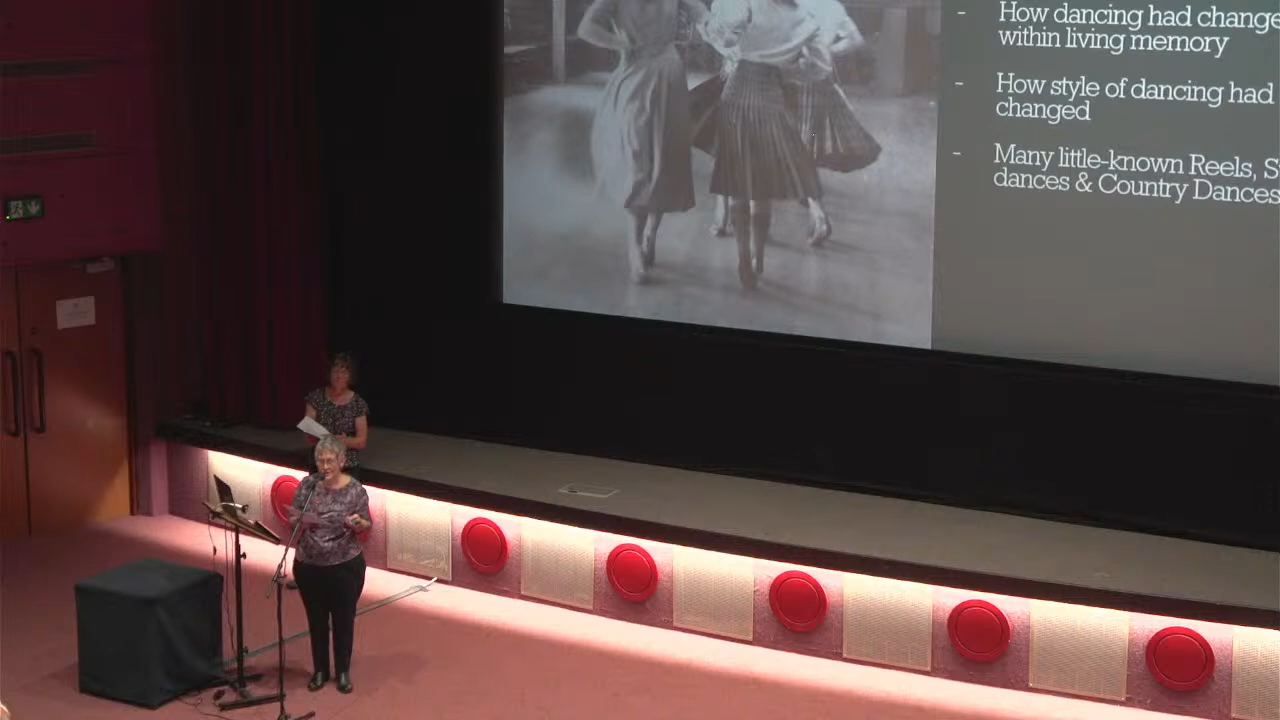 - How dancing had change
within living memory
- How style of dancing had
changed
- Many little-known Reels, S
dances & Country Dances